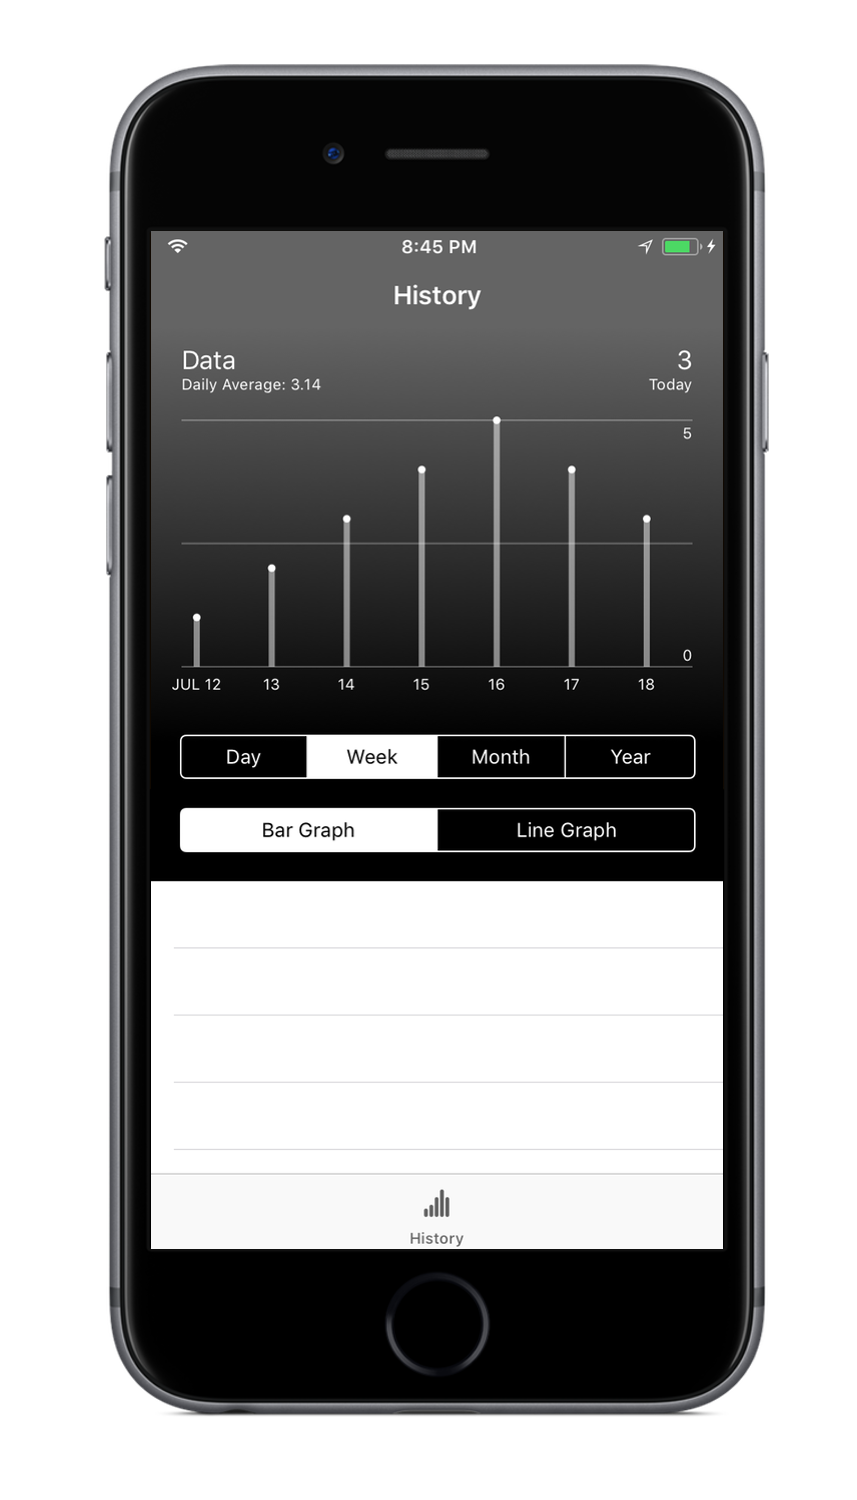 8:45 PM
History
Data 3
Daily Average: 3.14 Today
5
0
JUL 12 13 14 15 16 17 18
Day Week Month Year
Bar Graph Line Graph
History